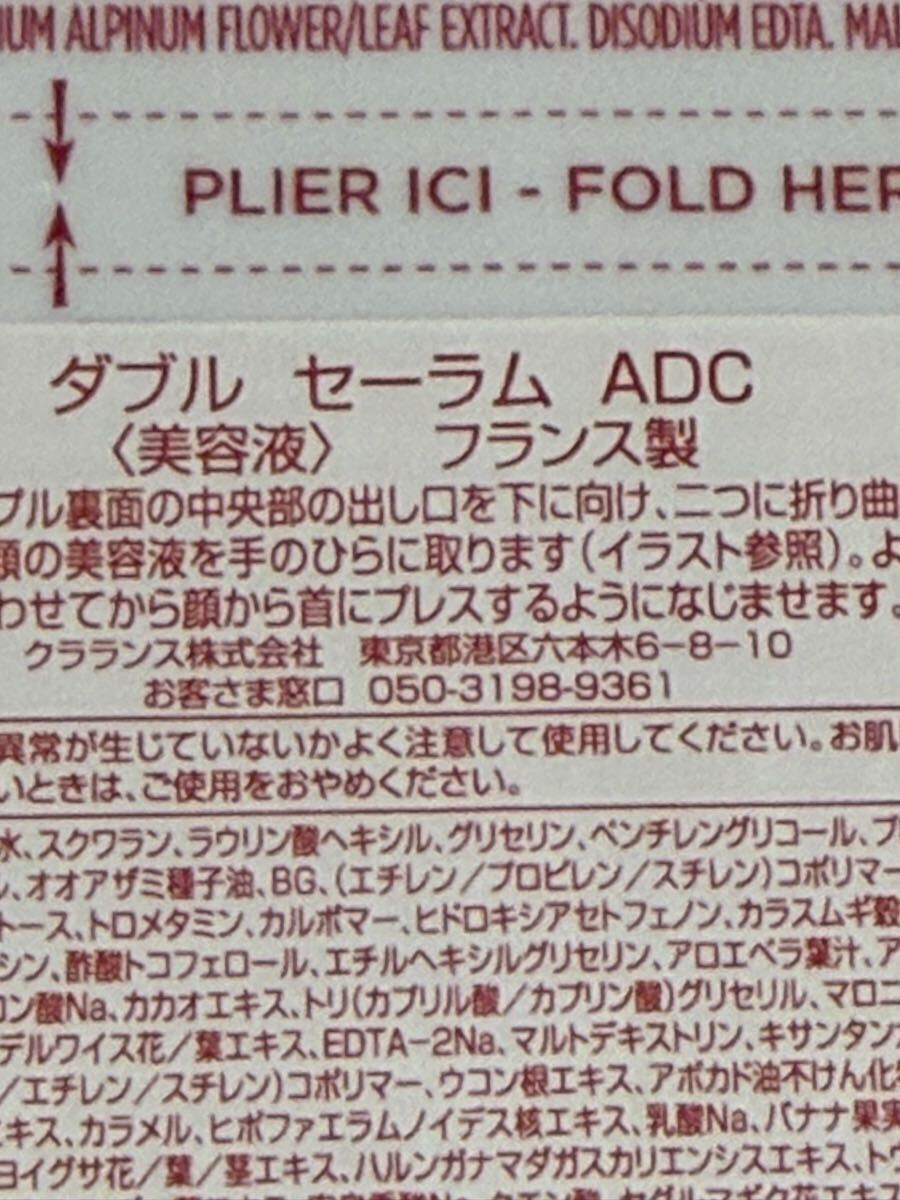 IUM ALPINUM FLOWER/LEAF EXTRACT. DISODIUM EDTA. MAL
PLIER ICI - FOLD HER
ダブル セーラム ADC
〈美容液〉 フランス製
プル裏面の中央部の出し口を下に向け、二つに折り曲
顔の美容液を手のひらに取ります(イラスト参照)。よ
わせてから顔から首にプレスするようになじませます。
クラランス株式会社 東京都港区六本木6-8-10
お客さま窓口 050-3198-9361
異常が生じていないかよく注意して使用してください。お肌
いときは、ご使用をおやめください。
水、スクワラン、ラウリン酸ヘキシル、グリセリン、ペンチレングリコール、プ
、オオアザミ種子油、BG、(エチレン/プロピレン/スチレン)コポリマー
トース、トロメタミン、カルボマー、ヒドロキシアセトフェノン、カラスムギ穀
シン、酢酸トコフェロール、エチルヘキシルグリセリン、アロエベラ葉汁、ア
ン酸Na、カカオエキス、トリ(カプリル酸/カプリン酸)グリセリル、マロニ
デルワイス花/葉エキス、EDTA-2Na、マルトデキストリン、キサンタンガ
/エチレン/スチレン)コポリマー、ウコン根エキス、アボカド油不けん化
エキス、カラメル、ヒポファエラムノイデス核エキス、乳酸Na、バナナ果実
ヨイグサ花/葉/茎エキス、ハルンガナマダガスカリエンシスエキス、トウ